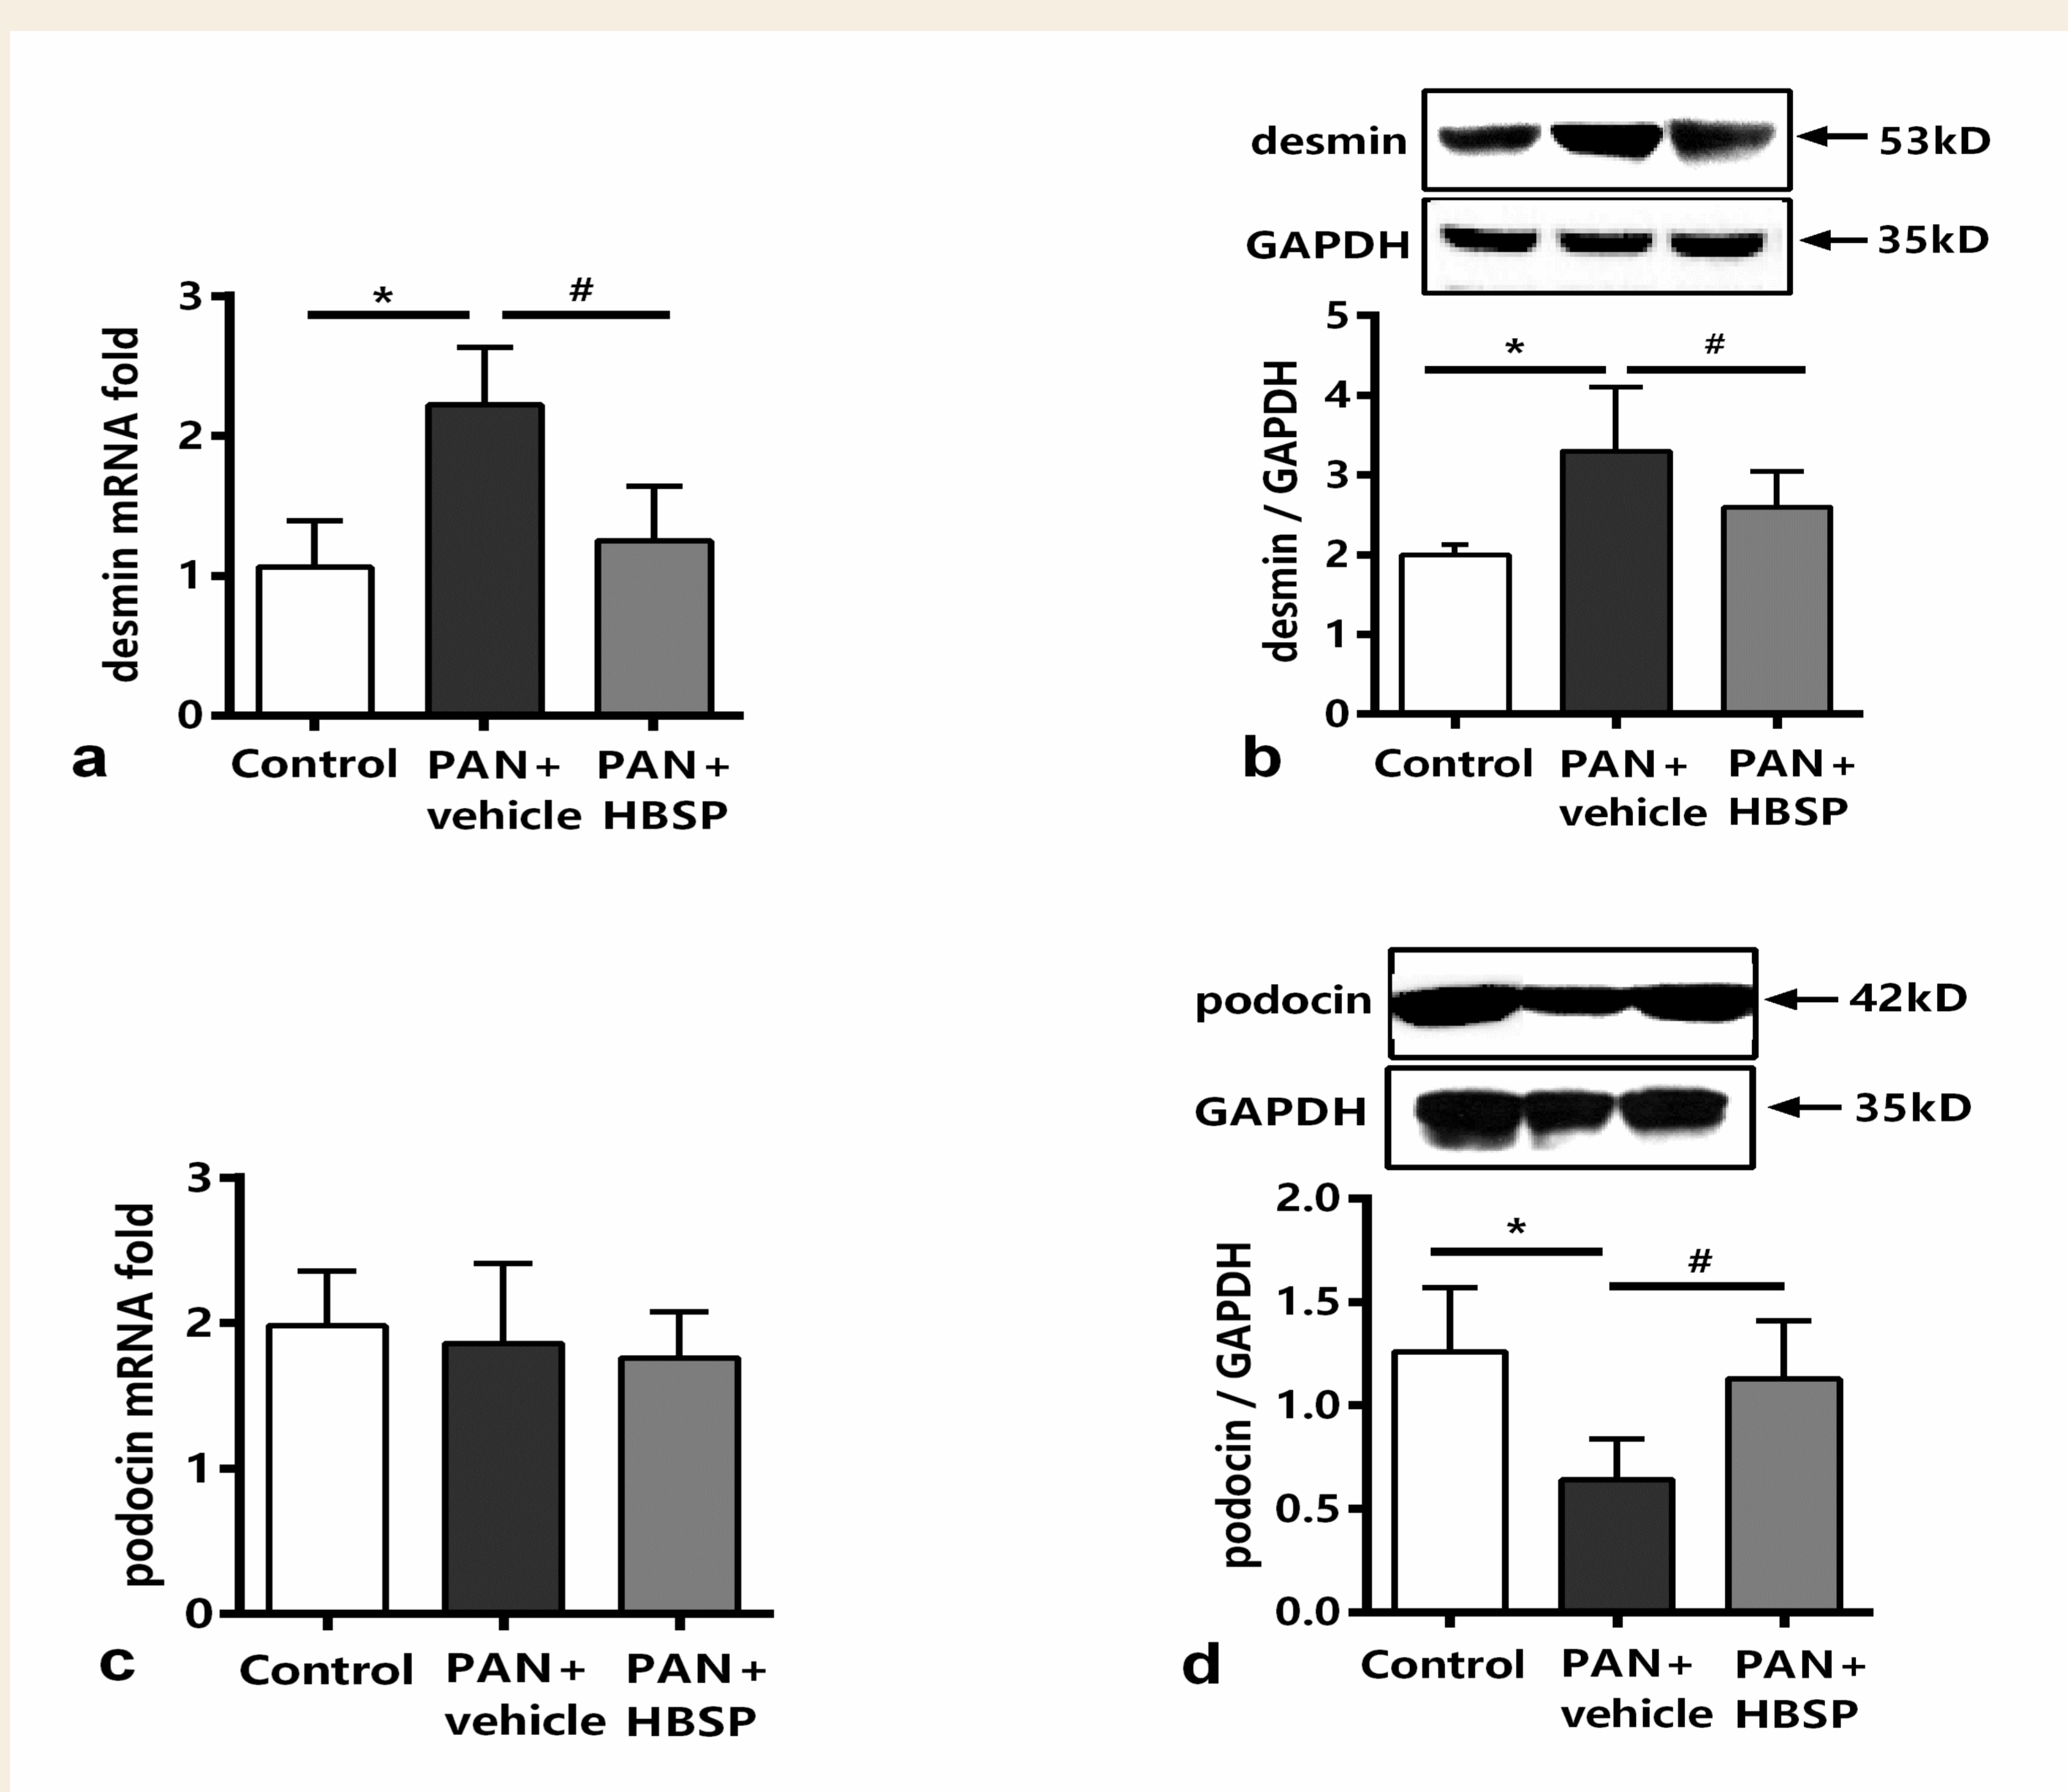 desmin mRNA fold
3
2
1
0
*
#
Control
PAN+
vehicle
PAN+
HBSP
a
desmin
53kD
GAPDH
35kD
desmin / GAPDH
5
4
3
2
1
0
*
#
Control
PAN+
vehicle
PAN+
HBSP
b
podocin mRNA fold
3
2
1
0
Control
PAN+
vehicle
PAN+
HBSP
c
podocin
42kD
GAPDH
35kD
podocin / GAPDH
2.0
1.5
1.0
0.5
0.0
*
#
Control
PAN+
vehicle
PAN+
HBSP
d